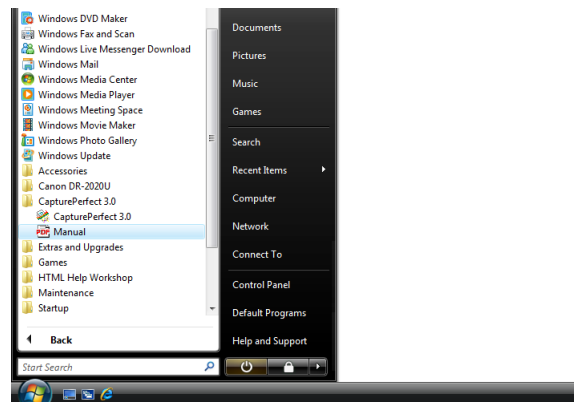 Windows DVD Maker
Windows Fax and Scan
Windows Live Messenger Download
Windows Mail
Windows Media Center
Windows Media Player
Windows Meeting Space
Windows Movie Maker
Windows Photo Gallery
Windows Update
Accessories
Canon DR-2020U
CapturePerfect 3.0
CapturePerfect 3.0
PDF Manual
Extras and Upgrades
Games
HTML Help Workshop
Maintenance
Startup
Back
Start Search
Documents
Pictures
Music
Games
Search
Recent Items
Computer
Network
Connect To
Control Panel
Default Programs
Help and Support